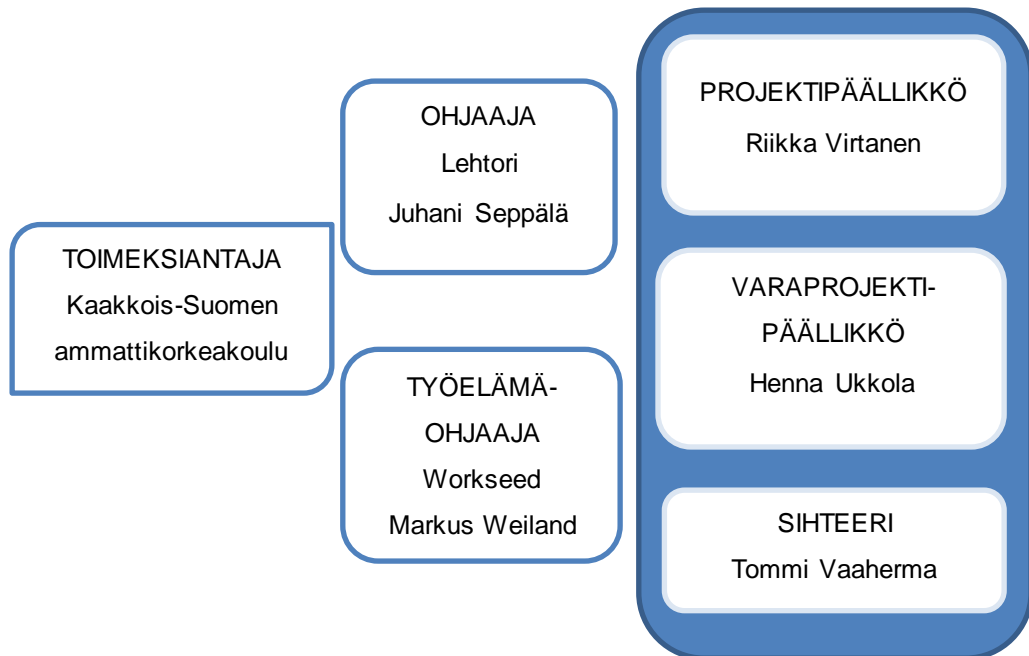 TOIMEKSIANTAJA
Kaakkois-Suomen
ammattikorkeakoulu
OHJAAJA
Lehtori
Juhani Seppälä
TYÖELÄMÄ-
OHJAAJA
Workseed
Markus Weiland
PROJEKTIPÄÄLLIKKÖ
Riikka Virtanen
VARAPROJEKTI-
PÄÄLLIKKÖ
Henna Ukkola
SIHTEERI
Tommi Vaaherma